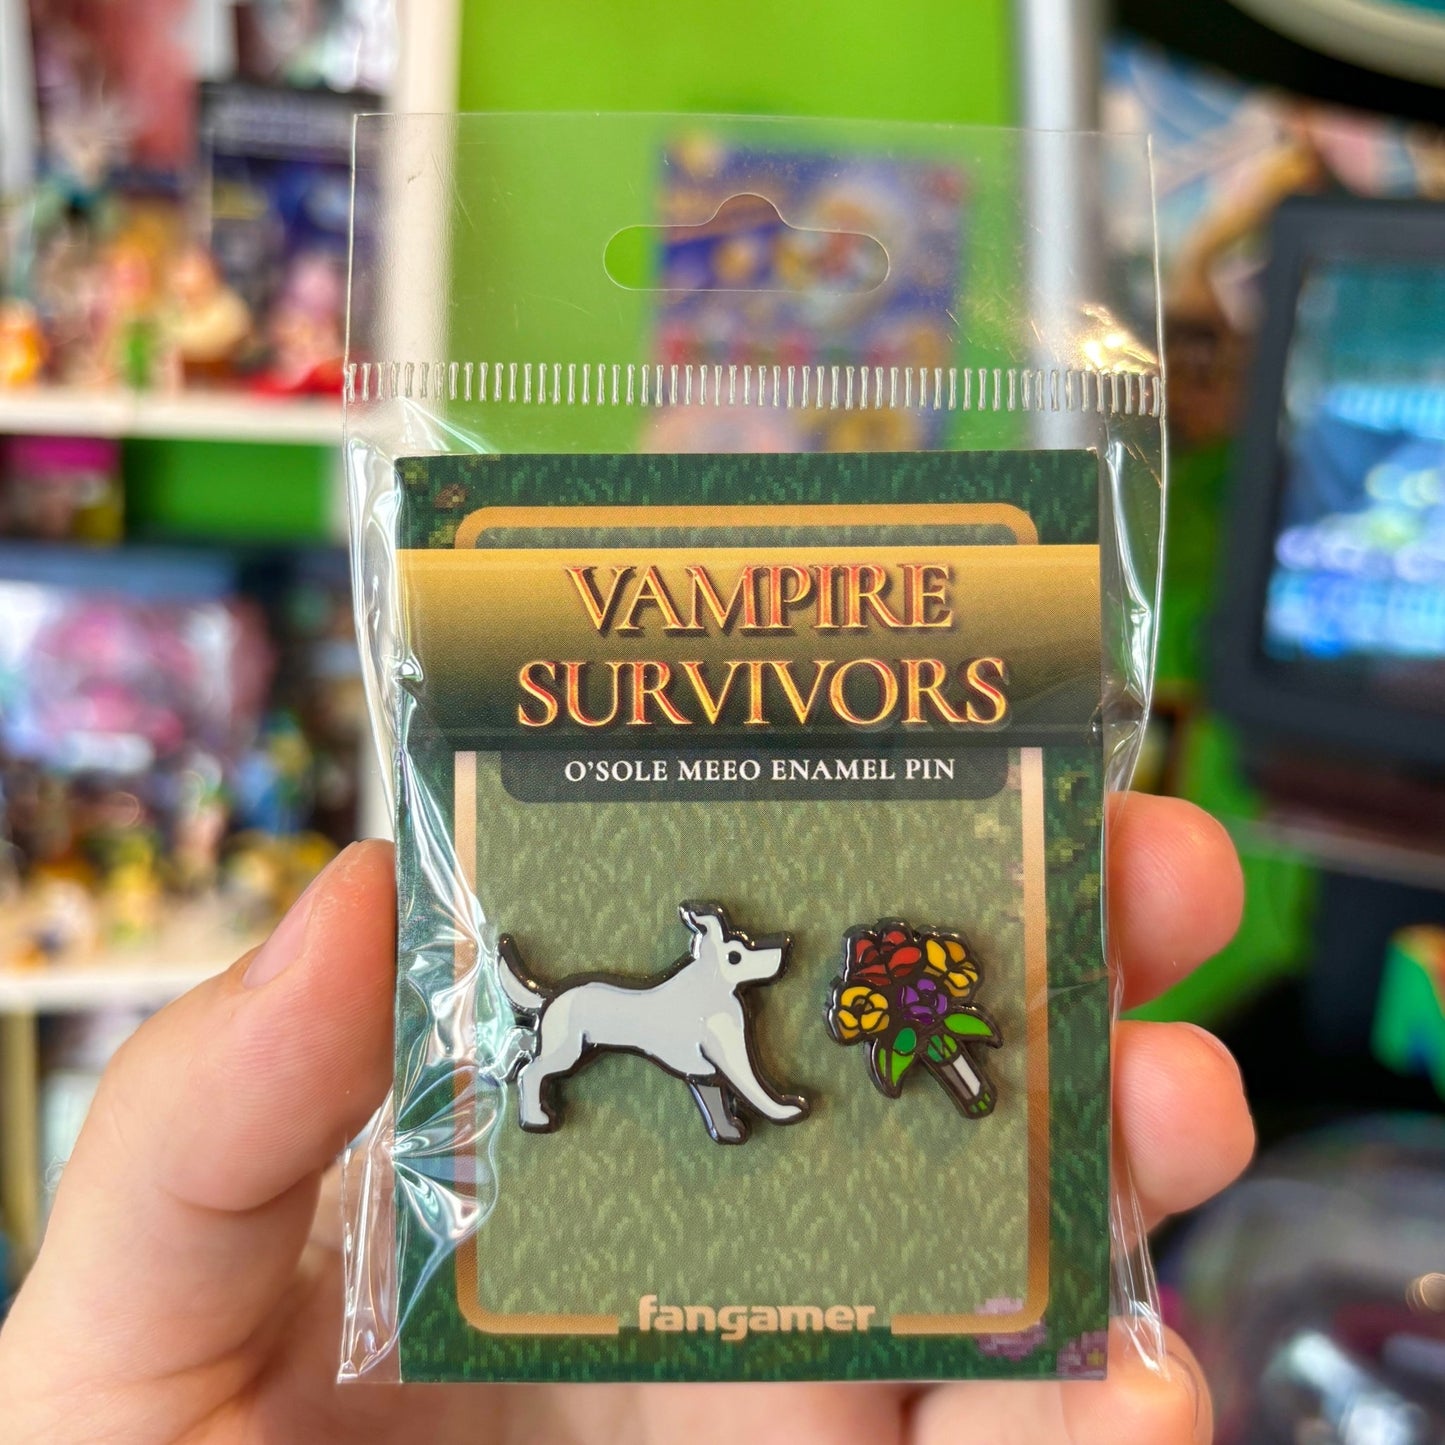 VAMPIRE
SURVIVORS
O'SOLE MEEO ENAMEL PIN
fangamer